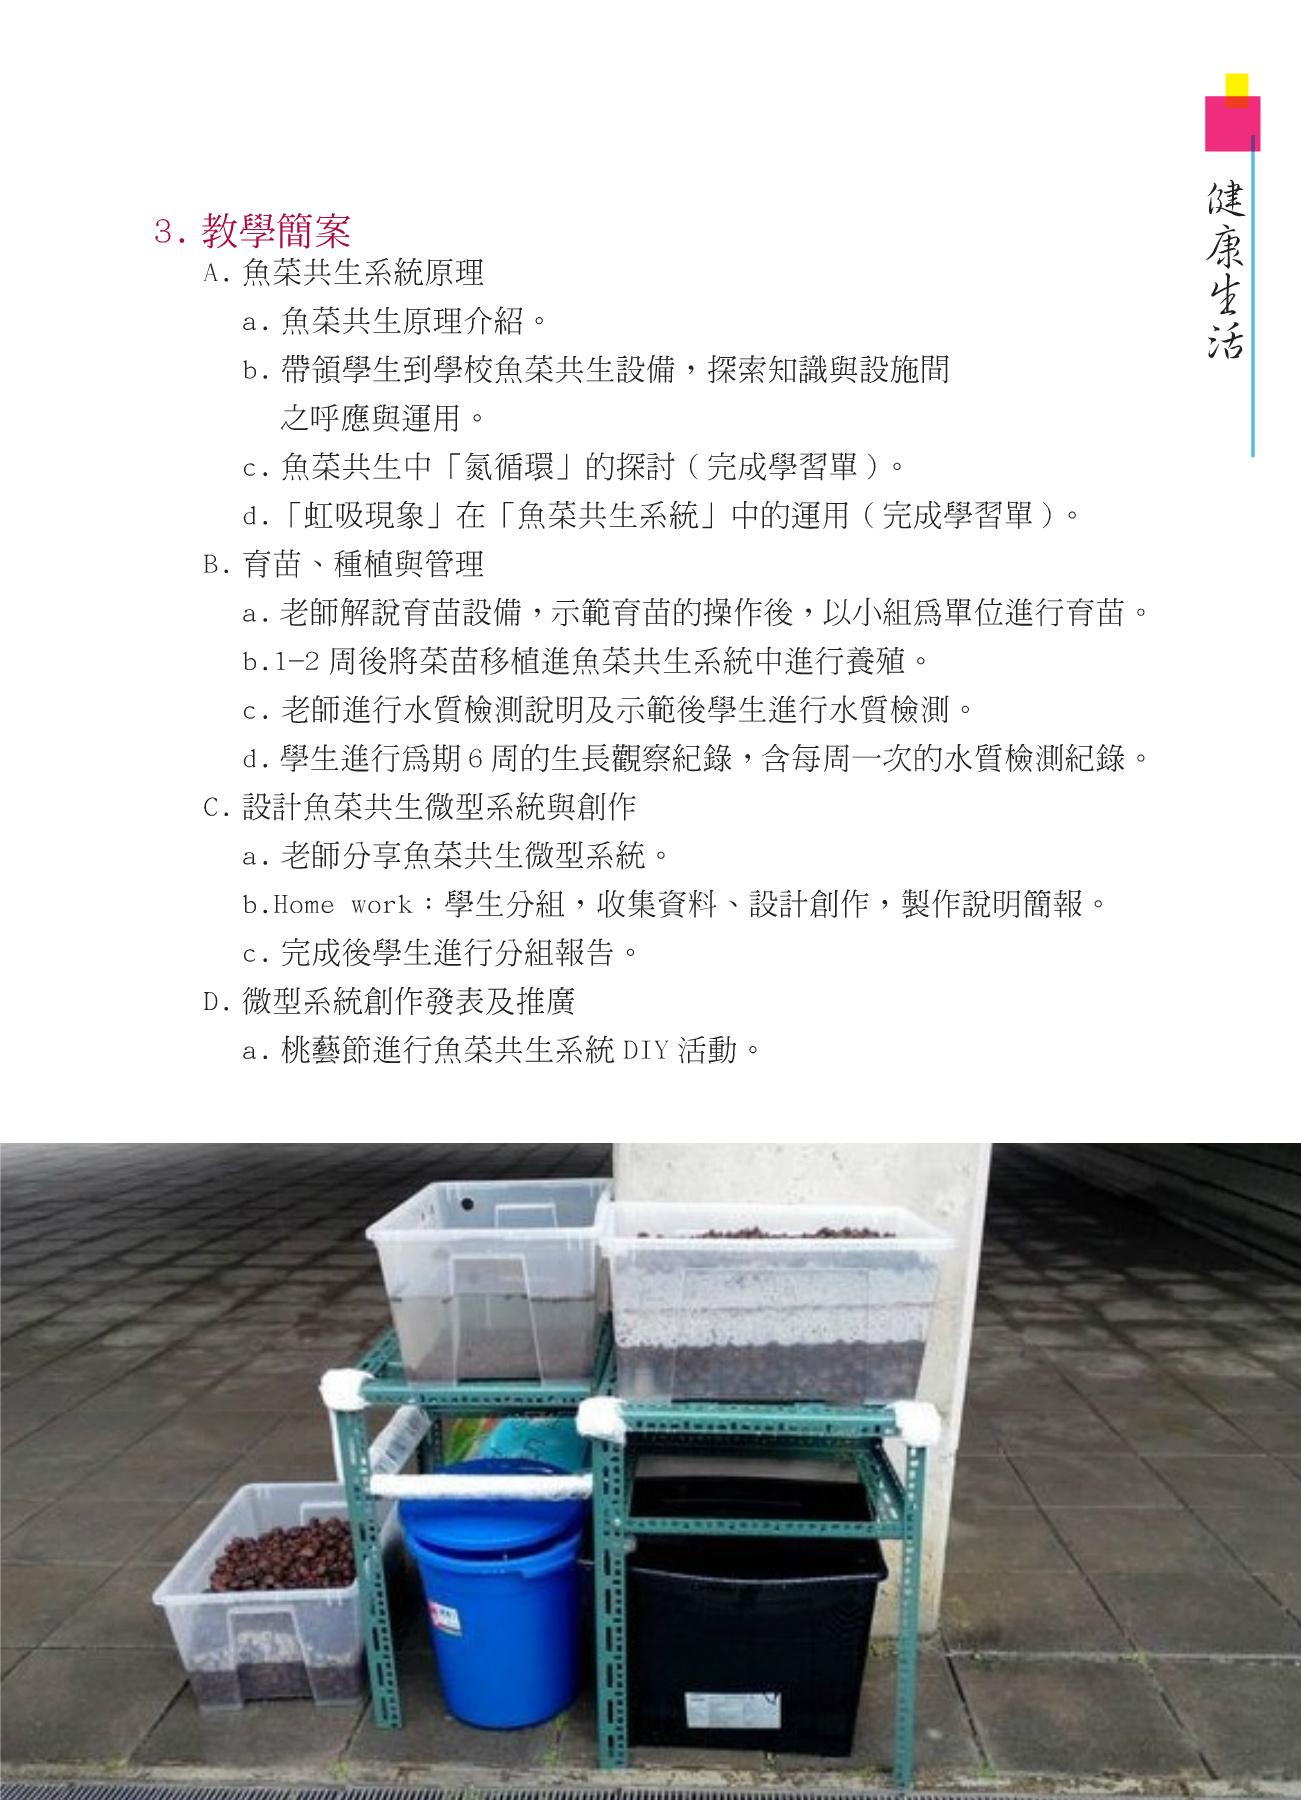 健康生活
3. 教學簡案
A. 魚菜共生系統原理
a. 魚菜共生原理介紹。
b. 帶領學生到學校魚菜共生設備，探索知識與設施間
之呼應與運用。
c. 魚菜共生中「氮循環」的探討（完成學習單）。
d.「虹吸現象」在「魚菜共生系統」中的運用（完成學習單）。
B. 育苗、種植與管理
a. 老師解說育苗設備，示範育苗的操作後，以小組為單位進行育苗。
b.1-2 周後將菜苗移植進魚菜共生系統中進行養殖。
c. 老師進行水質檢測說明及示範後學生進行水質檢測。
d. 學生進行為期 6 周的生長觀察紀錄，含每周一次的水質檢測紀錄。
C. 設計魚菜共生微型系統與創作
a. 老師分享魚菜共生微型系統。
b.Home work：學生分組，收集資料、設計創作，製作說明簡報。
c. 完成後學生進行分組報告。
D. 微型系統創作發表及推廣
a. 桃藝節進行魚菜共生系統 DIY 活動。